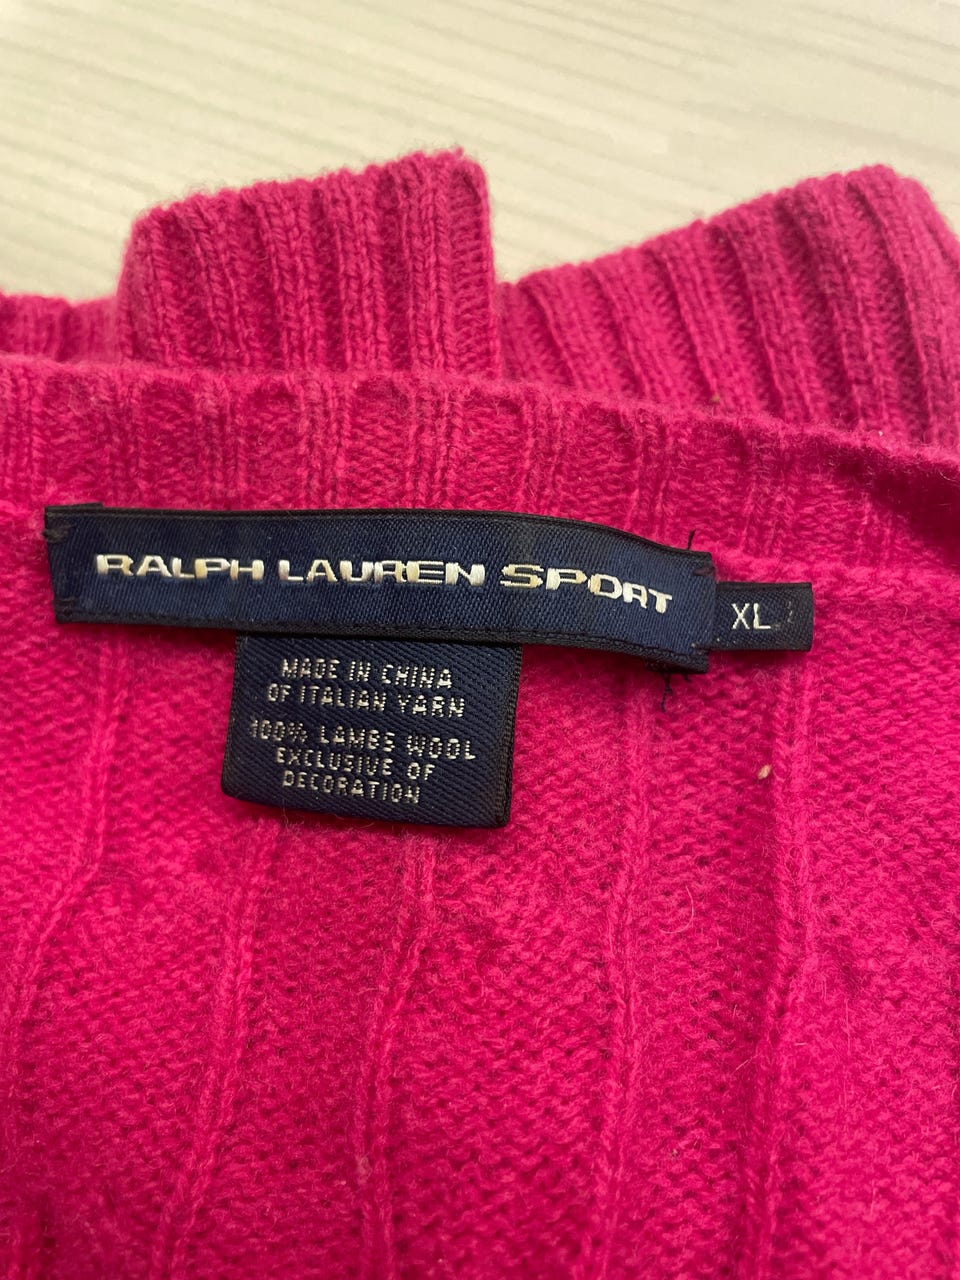 RALPH LAUREN SPORT
XL
MADE IN CHINA
OF ITALIAN YARN
100% LAMBS WOOL
EXCLUSIVE OF
DECORATION